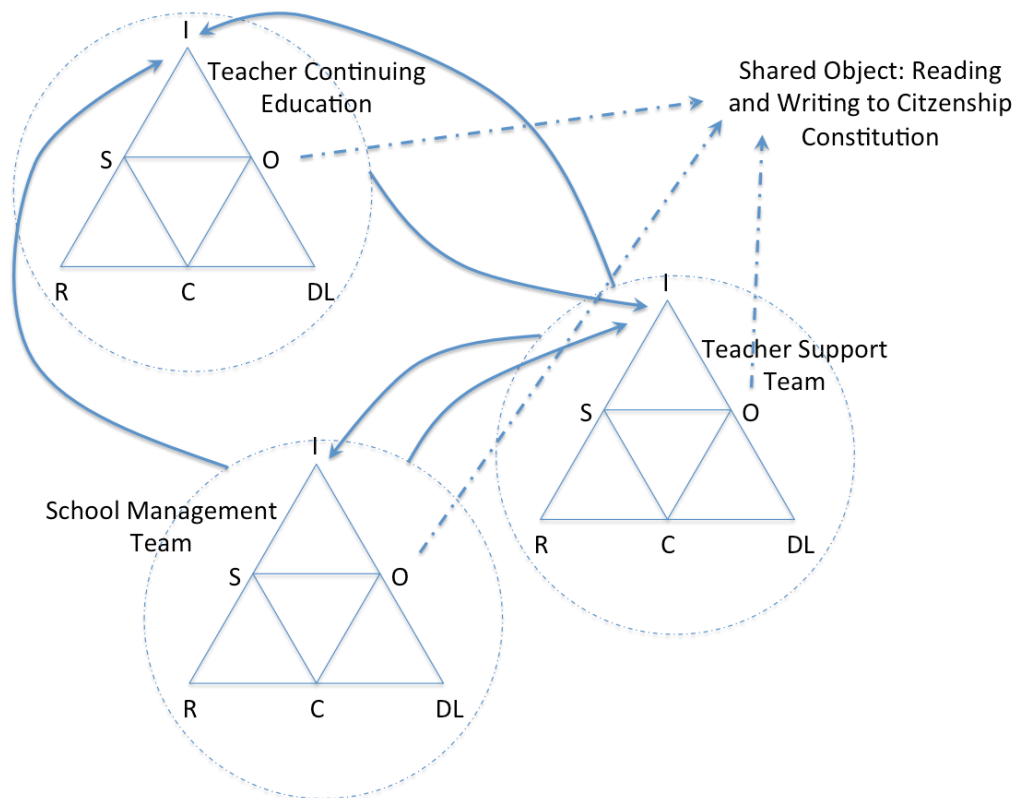 I
Teacher Continuing
Education
S
O
R
C
DL
Shared Object: Reading
and Writing to Citzenship
Constitution
I
Teacher Support
Team
S
O
R
C
DL
I
School Management
Team
S
O
R
C
DL